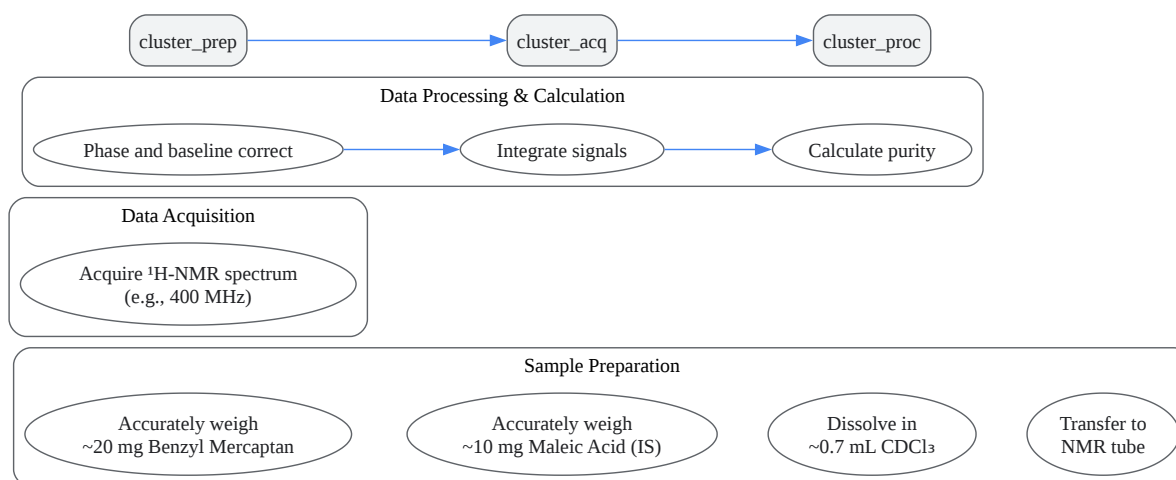 cluster_prep
cluster_acq
cluster_proc
Data Processing & Calculation
Phase and baseline correct
Integrate signals
Calculate purity
Data Acquisition
Acquire ¹H-NMR spectrum
(e.g., 400 MHz)
Sample Preparation
Accurately weigh
~20 mg Benzyl Mercaptan
Accurately weigh
~10 mg Maleic Acid (IS)
Dissolve in
~0.7 mL CDCl₃
Transfer to
NMR tube